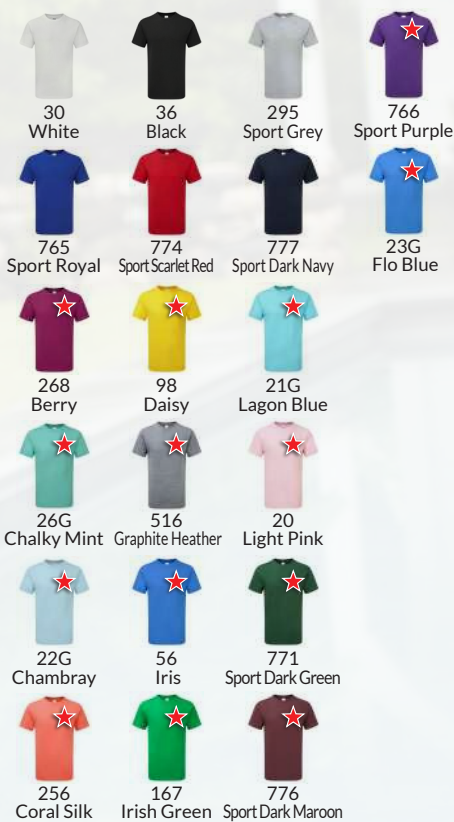 30
White
36
Black
295
Sport Grey
766
Sport Purple
765
Sport Royal
774
Sport Scarlet Red
777
Sport Dark Navy
23G
Flo Blue
268
Berry
98
Daisy
21G
Lagon Blue
26G
Chalky Mint
516
Graphite Heather
20
Light Pink
22G
Chambray
56
Iris
771
Sport Dark Green
256
Coral Silk
167
Irish Green
776
Sport Dark Maroon